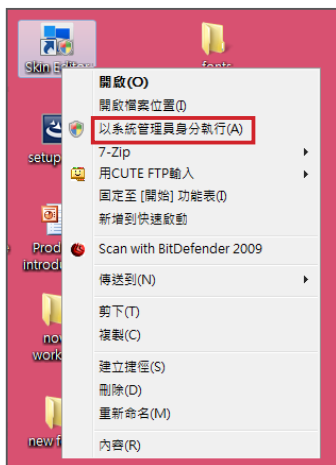 Skin E
fonts
開啟(O)
開啟檔案位置(I)
以系統管理員身分執行(A)
setup
7-Zip
用CUTE FTP輸入
固定至 [開始] 功能表(I)
新增到快速啟動
Prod
introd
Scan with BitDefender 2009
傳送到(N)
剪下(T)
複製(C)
no
work
建立捷徑(S)
刪除(D)
重新命名(M)
new f
內容(R)